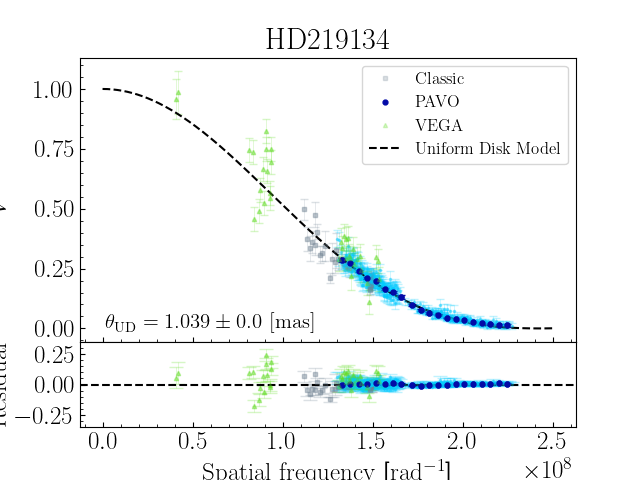 HD219134
Classic
PAVO
VEGA
Uniform Disk Model
1.00
0.75
0.50
0.25
0.00
θUD = 1.039 ± 0.0 [mas]
0.25
0.00
−0.25
Residual
0.0 0.5 1.0 1.5 2.0 2.5
Spatial frequency [rad⁻¹]
×10⁸